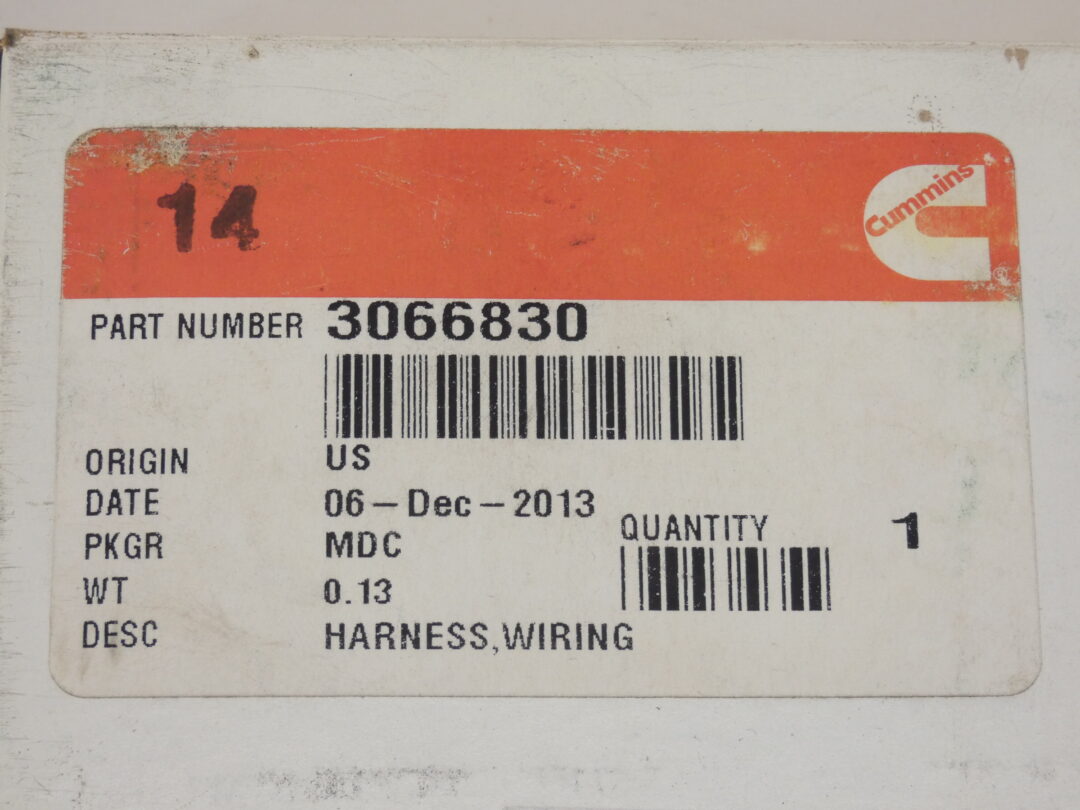 14
Cummins
®
PART NUMBER 3066830
ORIGIN US
DATE 06-Dec-2013
PKGR MDC
QUANTITY 1
WT 0.13
DESC HARNESS,WIRING